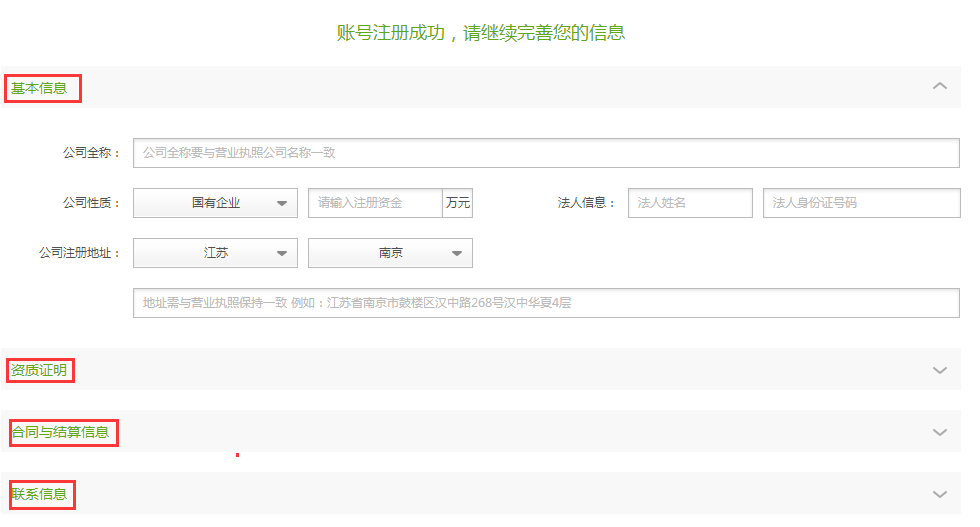 账号注册成功，请继续完善您的信息
基本信息
公司全称： 公司全称要与营业执照公司名称一致
公司性质： 国有企业 请输入注册资金 万元 法人信息： 法人姓名 法人身份证号码
公司注册地址： 江苏 南京
地址需与营业执照保持一致 例如：江苏省南京市鼓楼区汉中路268号汉中华夏4层
资质证明
合同与结算信息
联系信息